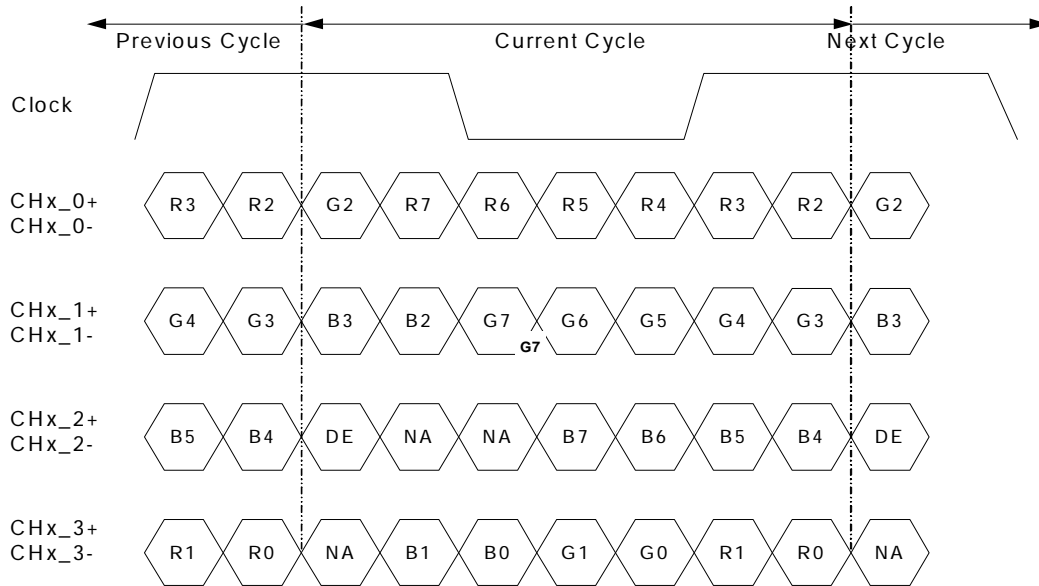 Previous Cycle Current Cycle Next Cycle
Clock
CHx_0+
CHx_0-
R3 R2 G2 R7 R6 R5 R4 R3 R2 G2
CHx_1+
CHx_1-
G4 G3 B3 B2 G7 G6 G5 G4 G3 B3
G7
CHx_2+
CHx_2-
B5 B4 DE NA NA B7 B6 B5 B4 DE
CHx_3+
CHx_3-
R1 R0 NA B1 B0 G1 G0 R1 R0 NA